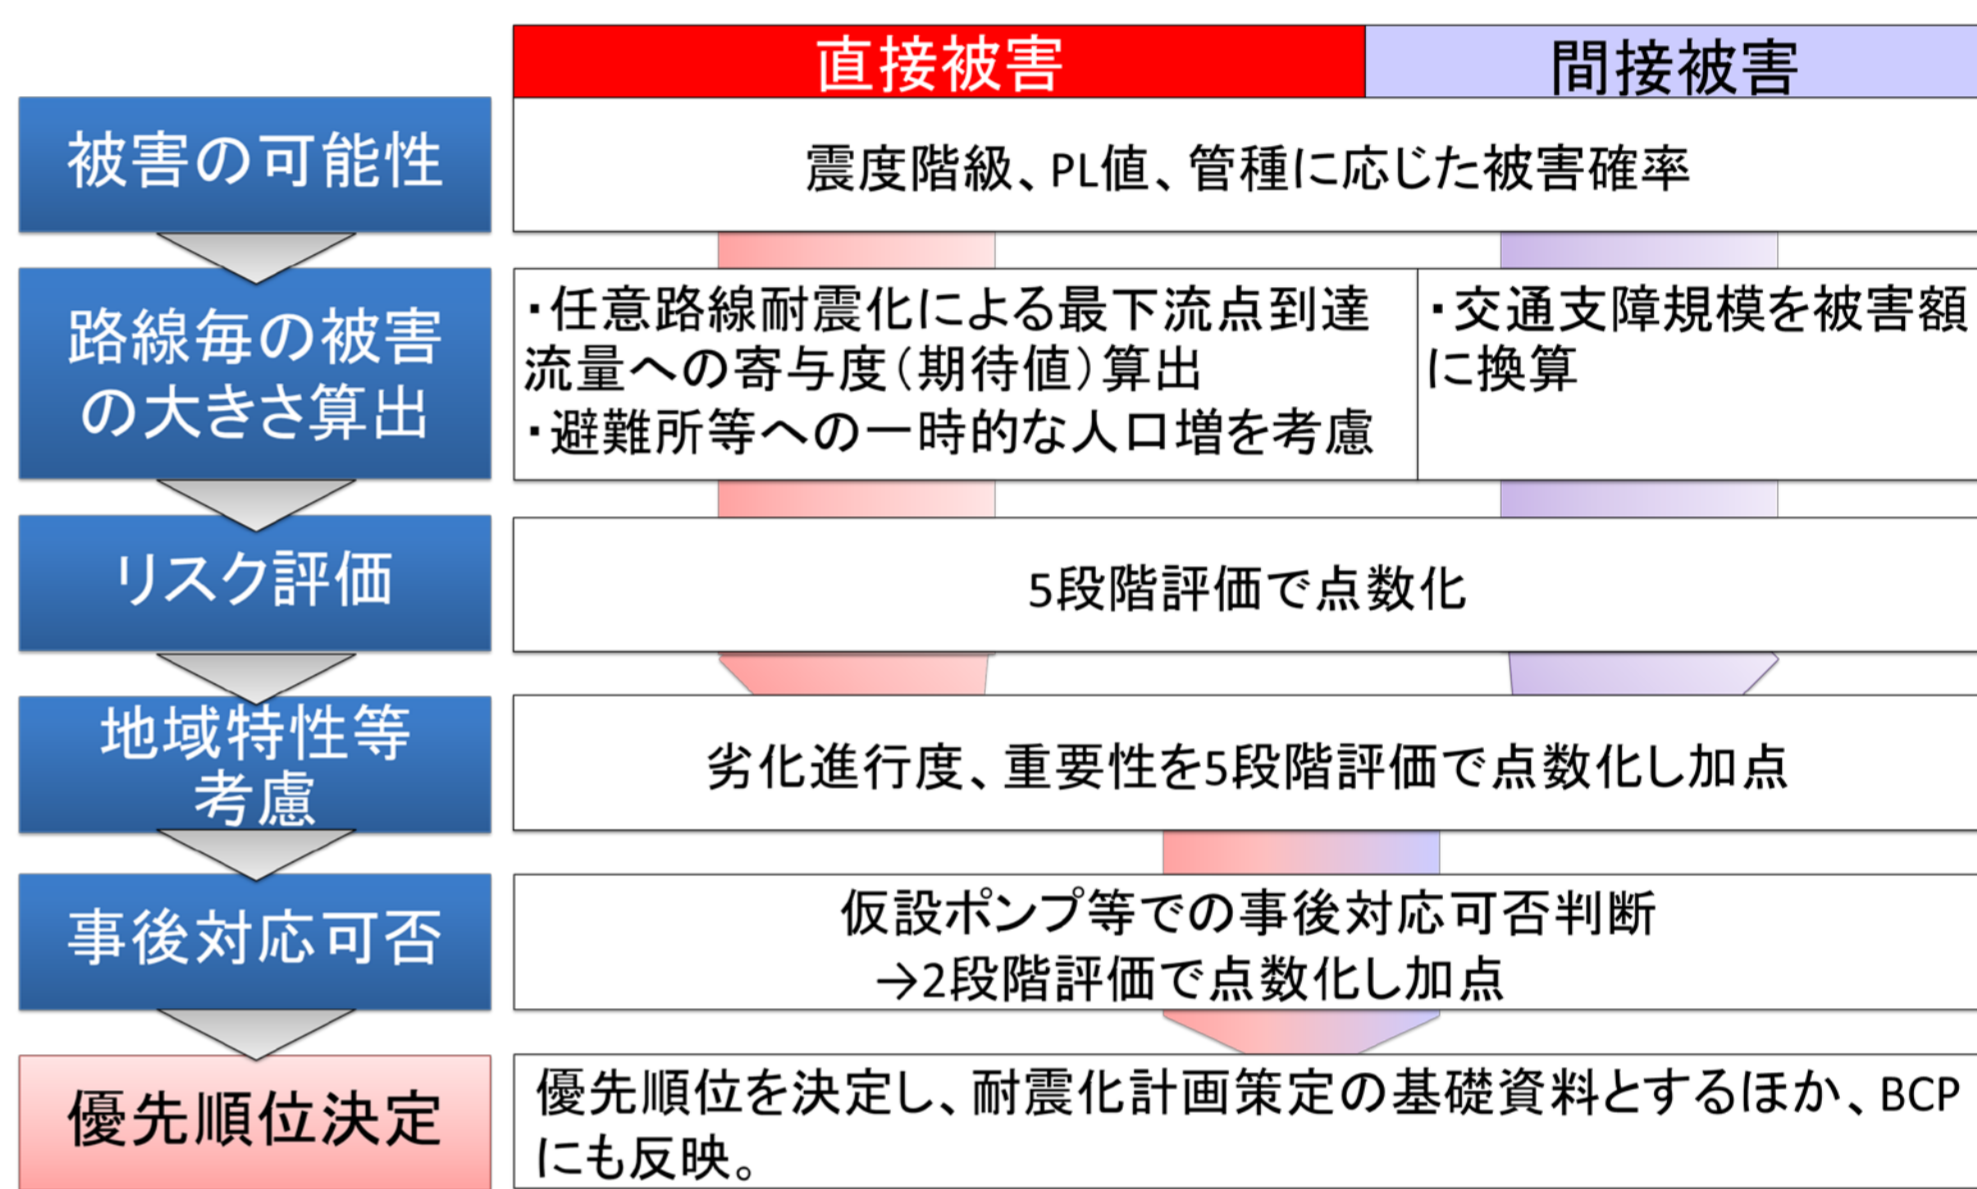 直接被害
間接被害
被害の可能性
震度階級、PL値、管種に応じた被害確率
路線毎の被害
の大きさ算出
・任意路線耐震化による最下流点到達
流量への寄与度（期待値）算出
・避難所等への一時的な人口増を考慮
・交通支障規模を被害額
に換算
リスク評価
5段階評価で点数化
地域特性等
考慮
劣化進行度、重要性を5段階評価で点数化し加点
事後対応可否
仮設ポンプ等での事後対応可否判断
→2段階評価で点数化し加点
優先順位決定
優先順位を決定し、耐震化計画策定の基礎資料とするほか、BCP
にも反映。